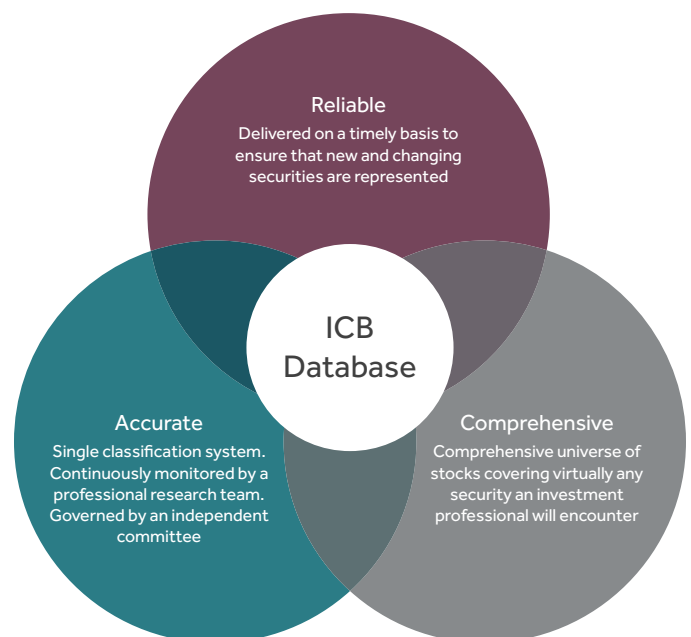 Reliable
Delivered on a timely basis to
ensure that new and changing
securities are represented
ICB
Database
Accurate
Single classification system.
Continuously monitored by a
professional research team.
Governed by an independent
committee
Comprehensive
Comprehensive universe of
stocks covering virtually any
security an investment
professional will encounter